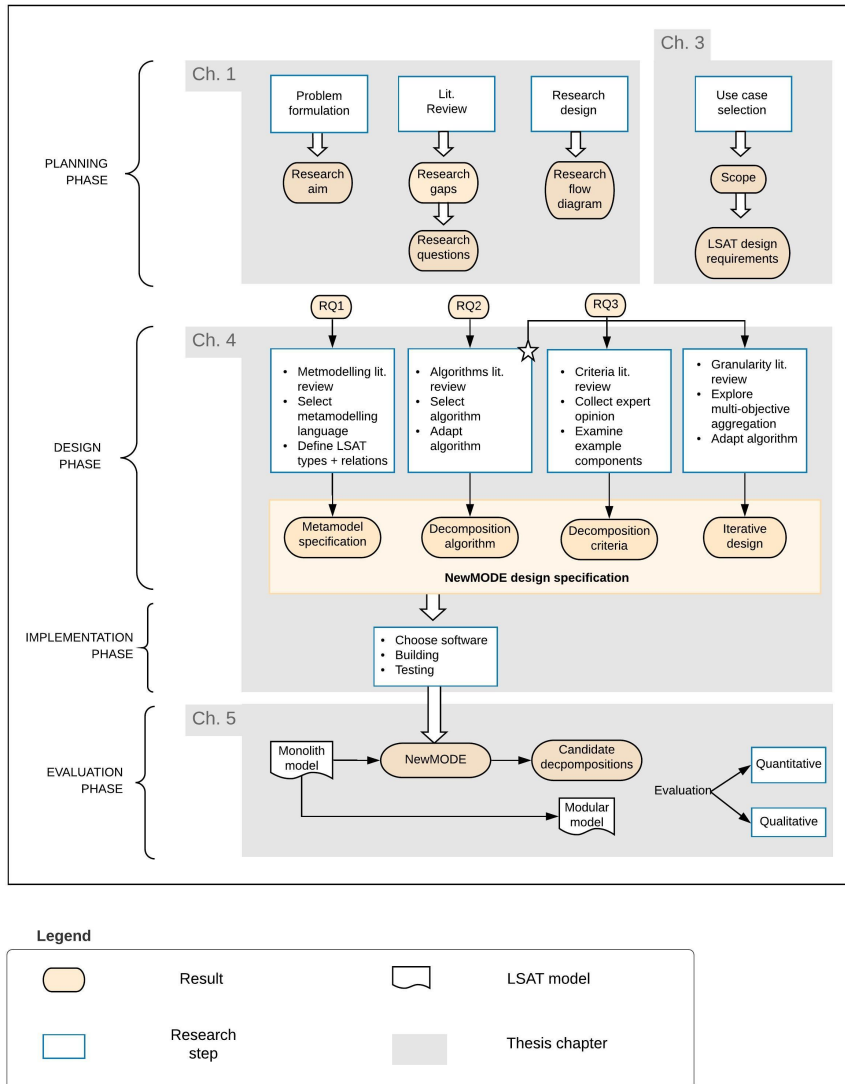 Ch. 1
Ch. 3
Problem
formulation
Lit.
Review
Research
design
Use case
selection
PLANNING
PHASE
Research
aim
Research
gaps
Research
flow
diagram
Scope
Research
questions
LSAT design
requirements
RQ1
RQ2
RQ3
Ch. 4
DESIGN
PHASE
• Metmodelling lit.
review
• Select
metamodelling
language
• Define LSAT
types + relations
• Algorithms lit.
review
• Select
algorithm
• Adapt
algorithm
• Criteria lit.
review
• Collect expert
opinion
• Examine
example
components
• Granularity lit.
review
• Explore
multi-objective
aggregation
• Adapt algorithm
Metamodel
specification
Decomposition
algorithm
Decomposition
criteria
Iterative
design
NewMODE design specification
IMPLEMENTATION
PHASE
• Choose software
• Building
• Testing
Ch. 5
EVALUATION
PHASE
Monolith
model
NewMODE
Candidate
decpompositions
Modular
model
Evaluation
Quantitative
Qualitative
Legend
Result
LSAT model
Research
step
Thesis chapter